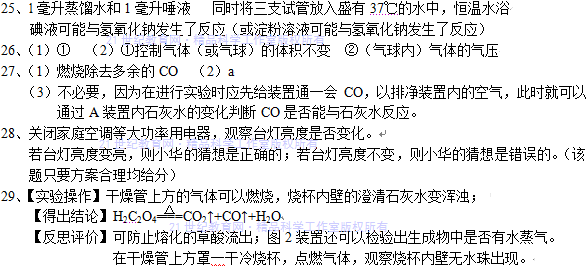 25、1毫升蒸馏水和1毫升唾液　同时将三支试管放入盛有37℃的水中，恒温水浴
碘液可能与氢氧化钠发生了反应（或淀粉溶液可能与氢氧化钠发生了反应）
26、（1）①　（2）①控制气体（或气球）的体积不变　②（气球内）气体的气压
27、（1）燃烧除去多余的CO　（2）a
（3）不必要，因为在进行实验时应先给装置通一会CO，以排净装置内的空气，此时就可以
通过A装置内石灰水的变化判断CO是否能与石灰水反应。
28、关闭家庭空调等大功率用电器，观察台灯亮度是否变化。
若台灯亮度变亮，则小华的猜想是正确的；若台灯亮度不变，则小华的猜想是错误的。（该
题只要方案合理均给分）
29、【实验操作】干燥管上方的气体可以燃烧，烧杯内壁的澄清石灰水变浑浊；
【得出结论】H₂C₂O₄ =△= CO₂↑+CO↑+H₂O
【反思评价】可防止熔化的草酸流出；图2装置还可以检验出生成物中是否有水蒸气。
在干燥管上方罩一干冷烧杯，点燃气体，观察烧杯内壁无水珠出现。